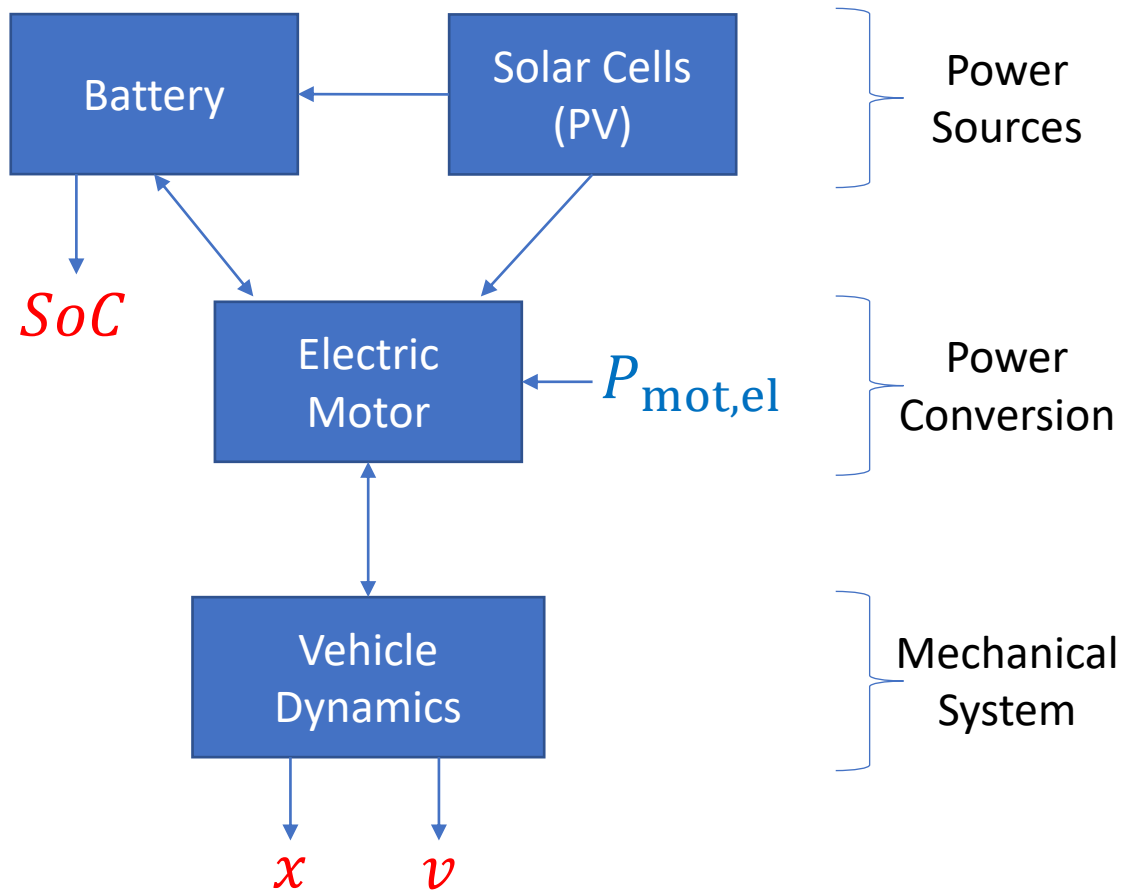 Battery
Solar Cells
(PV)
Power
Sources
SoC
Electric
Motor
P_mot,el
Power
Conversion
Vehicle
Dynamics
Mechanical
System
x
v